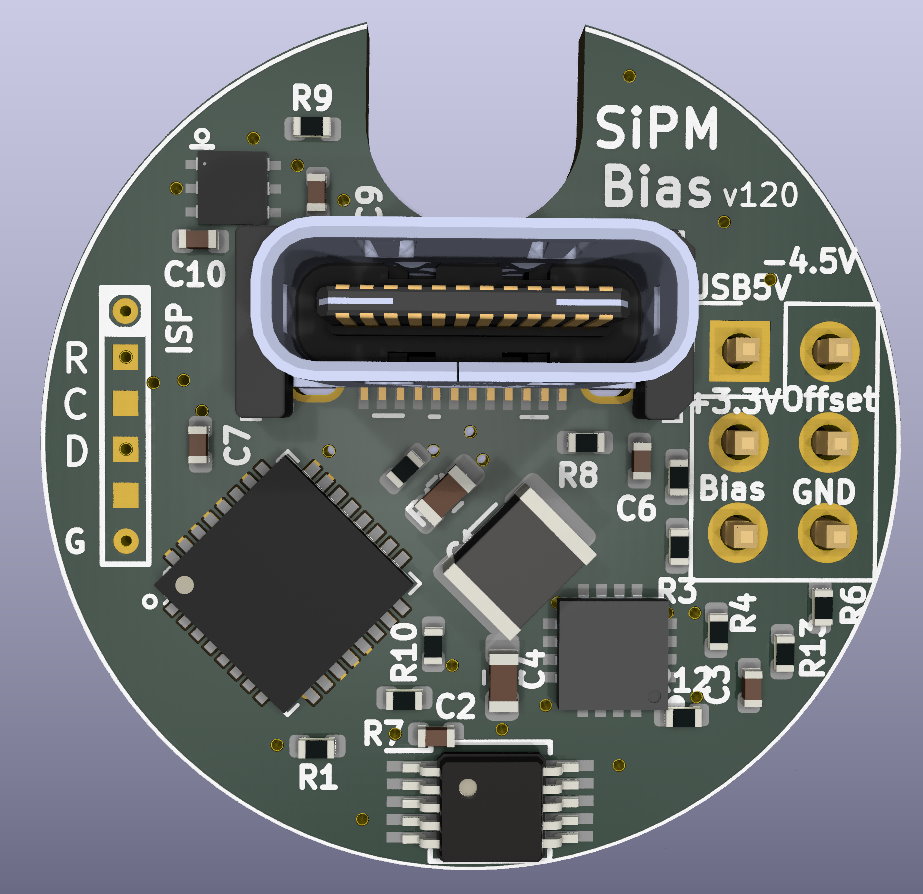 R9
SiPM
Bias v120
C9
-4.5V
C10
USB5V
ISP
R
C
D
G
+3.3V
Offset
C7
R8
C6
Bias
GND
R3
R4
R6
R13
R10
C4
C3
C2
R7
R1